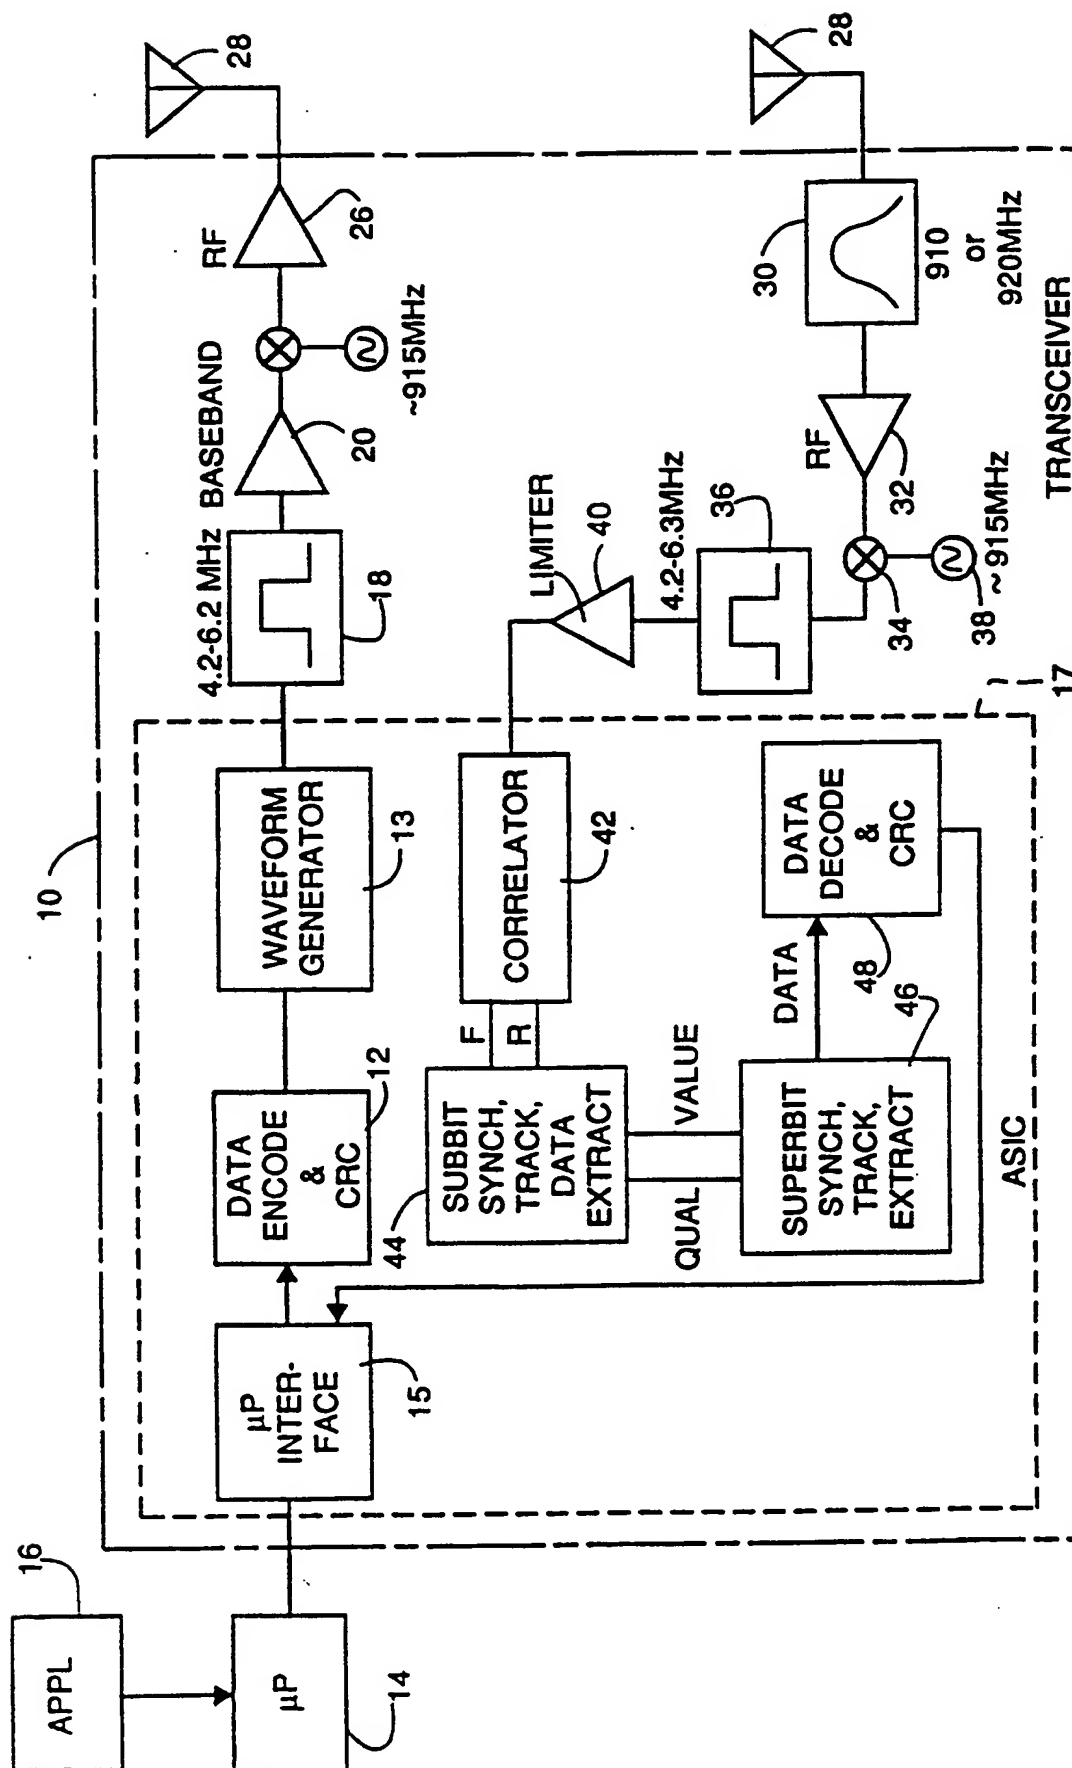 16
APPL
µP
14
10
µP
INTER-
FACE
15
DATA
ENCODE
&
CRC
12
WAVEFORM
GENERATOR
13
4.2-6.2 MHz
18
BASEBAND
20
~915MHz
RF
26
28
44
SUBBIT
SYNCH,
TRACK,
DATA
EXTRACT
F
R
CORRELATOR
42
LIMITER
40
4.2-6.3MHz
36
34
38
~915MHz
RF
32
30
910
or
920MHz
28
QUAL
VALUE
SUPERBIT
SYNCH,
TRACK,
EXTRACT
46
DATA
DATA
DECODE
&
CRC
48
ASIC
17
TRANSCEIVER